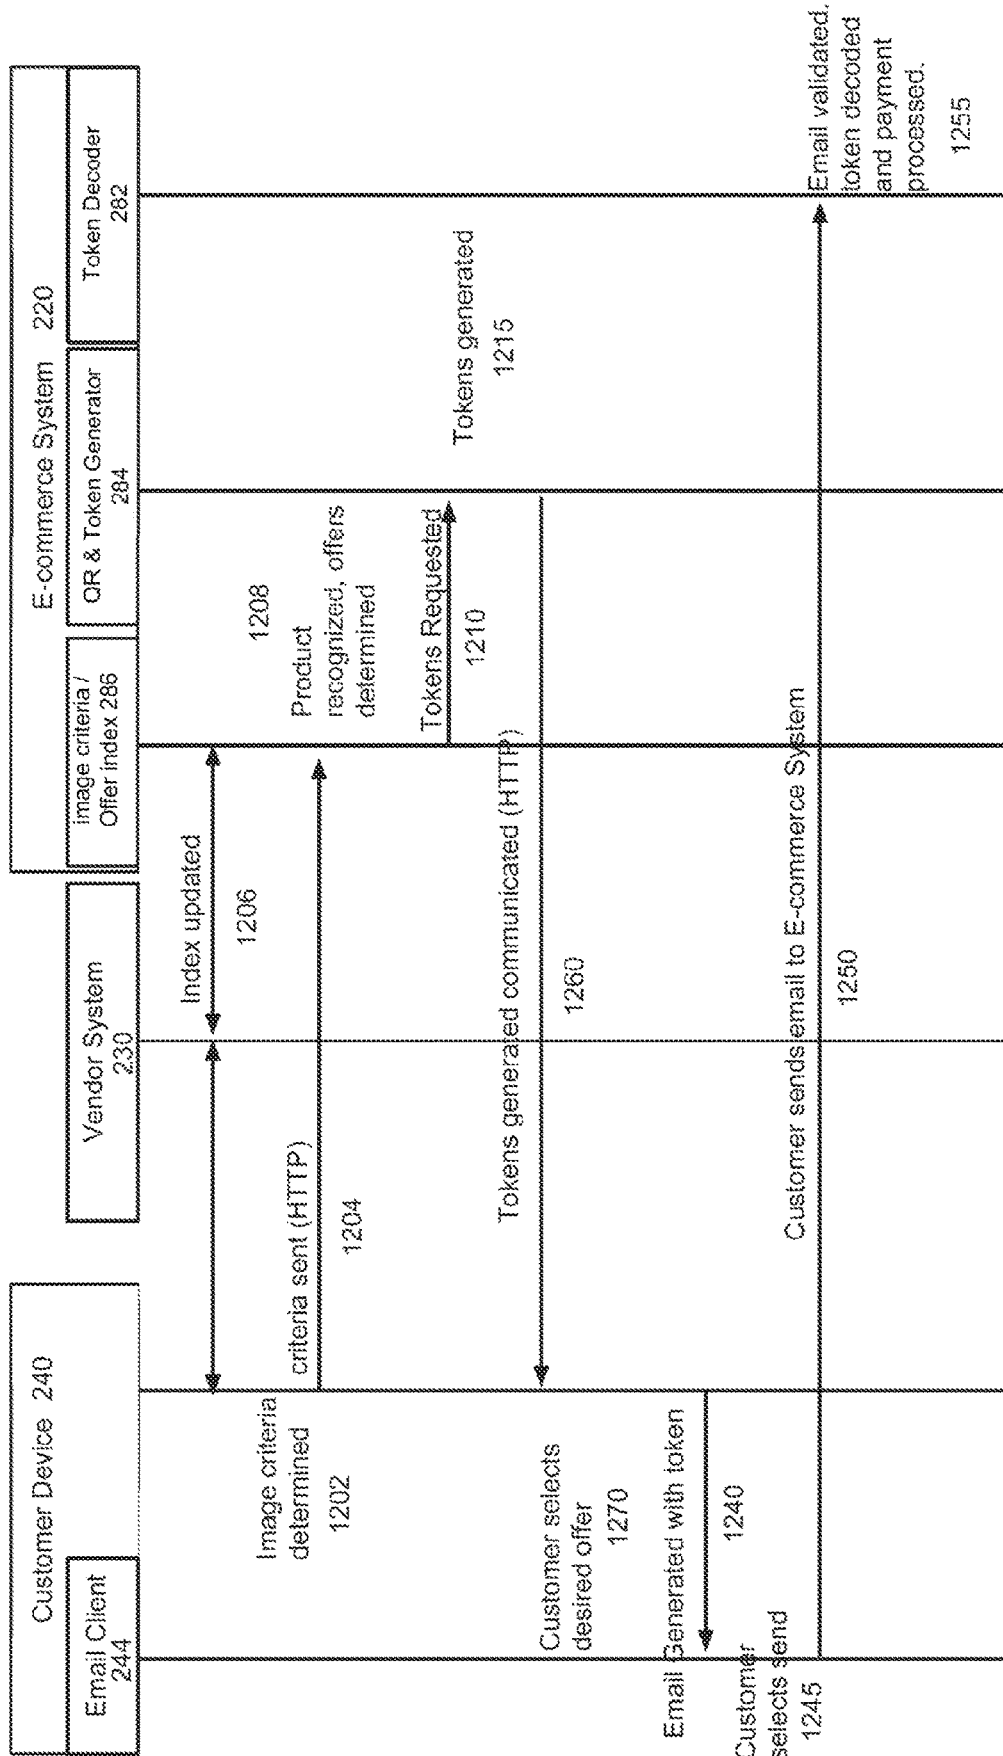 Customer Device 240
Email Client
244
Vendor System
230
E-commerce System 220
image criteria /
Offer index 286
QR & Token Generator
284
Token Decoder
282
Index updated
1206
Image criteria
determined
1202
criteria sent (HTTP)
1204
1208
Product
recognized, offers
determined
Tokens Requested
1210
Tokens generated
1215
Tokens generated communicated (HTTP)
1260
Customer selects
desired offer
1270
Email Generated with token
1240
Customer
selects send
1245
Customer sends email to E-commerce System
1250
Email validated,
token decoded
and payment
processed.
1255